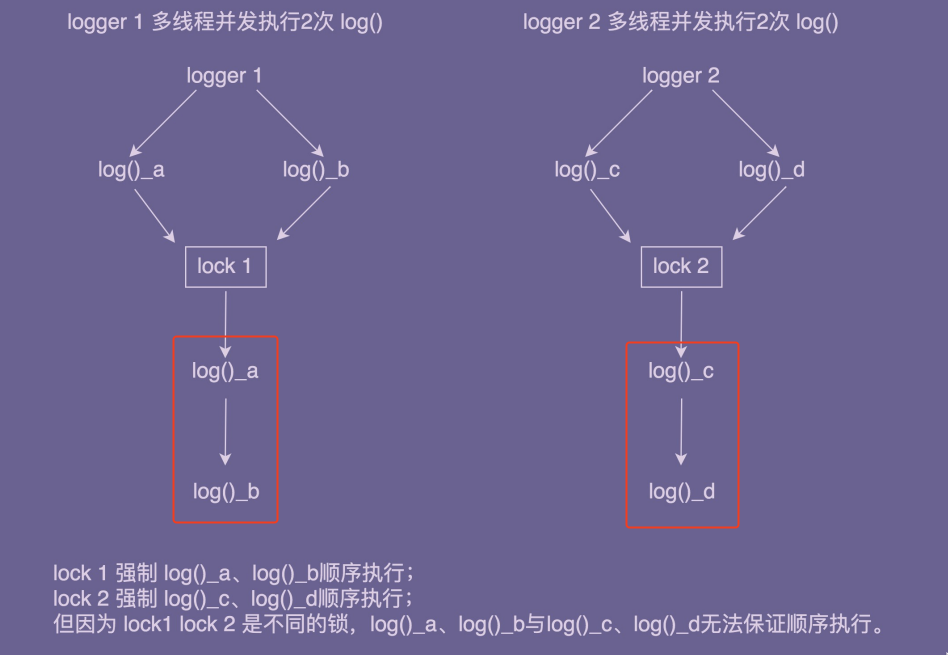 logger 1 多线程并发执行2次 log()
logger 2 多线程并发执行2次 log()
logger 1
logger 2
log()_a
log()_b
log()_c
log()_d
lock 1
lock 2
log()_a
log()_c
log()_b
log()_d
lock 1 强制 log()_a、log()_b顺序执行；
lock 2 强制 log()_c、log()_d顺序执行；
但因为 lock1 lock 2 是不同的锁，log()_a、log()_b与log()_c、log()_d无法保证顺序执行。